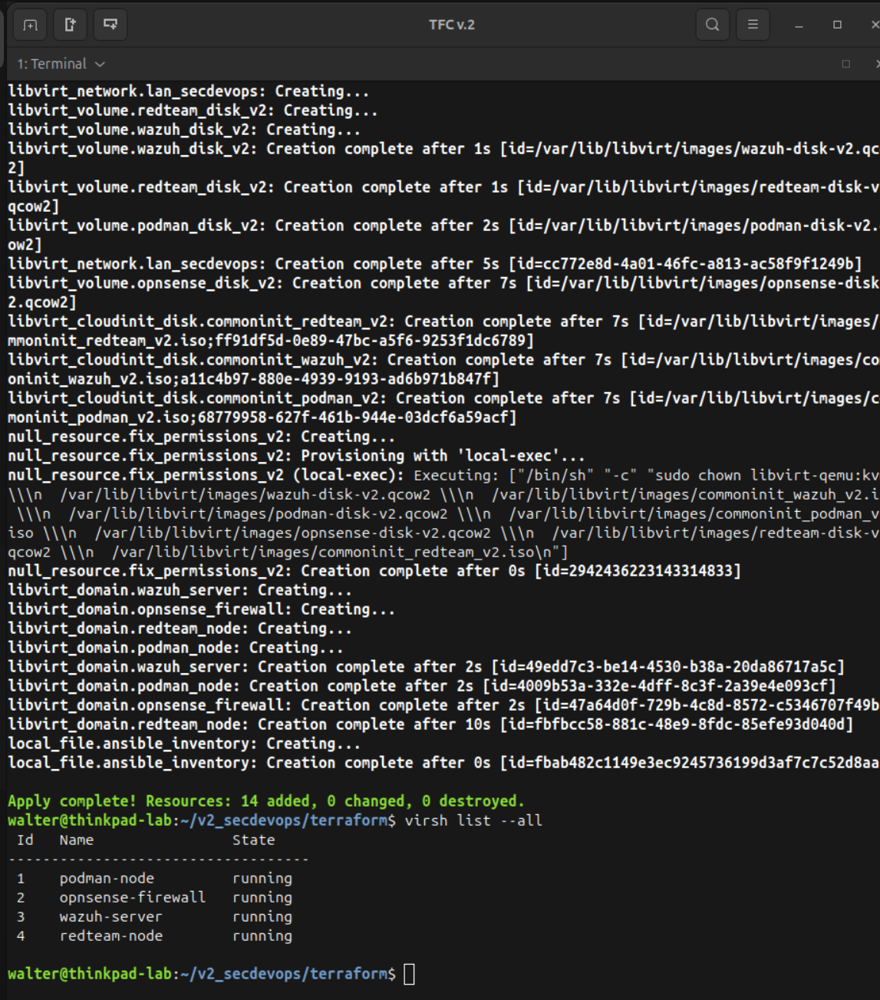 TFC v.2
1: Terminal
libvirt_network.lan_secdevops: Creating...
libvirt_volume.redteam_disk_v2: Creating...
libvirt_volume.wazuh_disk_v2: Creating...
libvirt_volume.wazuh_disk_v2: Creation complete after 1s [id=/var/lib/libvirt/images/wazuh-disk-v2.qc
2]
libvirt_volume.redteam_disk_v2: Creation complete after 1s [id=/var/lib/libvirt/images/redteam-disk-v
qcow2]
libvirt_volume.podman_disk_v2: Creation complete after 2s [id=/var/lib/libvirt/images/podman-disk-v2.
ow2]
libvirt_network.lan_secdevops: Creation complete after 5s [id=cc772e8d-4a01-46fc-a813-ac58f9f1249b]
libvirt_volume.opnsense_disk_v2: Creation complete after 7s [id=/var/lib/libvirt/images/opnsense-disk
2.qcow2]
libvirt_cloudinit_disk.commoninit_redteam_v2: Creation complete after 7s [id=/var/lib/libvirt/images/
mmoninit_redteam_v2.iso;ff91df5d-0e89-47bc-a5f6-9253f1dc6789]
libvirt_cloudinit_disk.commoninit_wazuh_v2: Creation complete after 7s [id=/var/lib/libvirt/images/co
oninit_wazuh_v2.iso;a11c4b97-880e-4939-9193-ad6b971b847f]
libvirt_cloudinit_disk.commoninit_podman_v2: Creation complete after 7s [id=/var/lib/libvirt/images/c
moninit_podman_v2.iso;68779958-627f-461b-944e-03dcf6a59acf]
null_resource.fix_permissions_v2: Creating...
null_resource.fix_permissions_v2: Provisioning with 'local-exec'...
null_resource.fix_permissions_v2 (local-exec): Executing: ["/bin/sh" "-c" "sudo chown libvirt-qemu:kv
\\\n  /var/lib/libvirt/images/wazuh-disk-v2.qcow2 \\\n  /var/lib/libvirt/images/commoninit_wazuh_v2.i
\\\n  /var/lib/libvirt/images/podman-disk-v2.qcow2 \\\n  /var/lib/libvirt/images/commoninit_podman_v
iso \\\n  /var/lib/libvirt/images/opnsense-disk-v2.qcow2 \\\n  /var/lib/libvirt/images/redteam-disk-v
qcow2 \\\n  /var/lib/libvirt/images/commoninit_redteam_v2.iso\n"]
null_resource.fix_permissions_v2: Creation complete after 0s [id=2942436223143314833]
libvirt_domain.wazuh_server: Creating...
libvirt_domain.opnsense_firewall: Creating...
libvirt_domain.redteam_node: Creating...
libvirt_domain.podman_node: Creating...
libvirt_domain.wazuh_server: Creation complete after 2s [id=49edd7c3-be14-4530-b38a-20da86717a5c]
libvirt_domain.podman_node: Creation complete after 2s [id=4009b53a-332e-4dff-8c3f-2a39e4e093cf]
libvirt_domain.opnsense_firewall: Creation complete after 2s [id=47a64d0f-729b-4c8d-8572-c5346707f49b
libvirt_domain.redteam_node: Creation complete after 10s [id=fbfbcc58-881c-48e9-8fdc-85efe93d040d]
local_file.ansible_inventory: Creating...
local_file.ansible_inventory: Creation complete after 0s [id=fbab482c1149e3ec9245736199d3af7c7c52d8aa
Apply complete! Resources: 14 added, 0 changed, 0 destroyed.
walter@thinkpad-lab:~/v2_secdevops/terraform$ virsh list --all
Id   Name                State
-----------------------------------
1    podman-node         running
2    opnsense-firewall   running
3    wazuh-server        running
4    redteam-node        running
walter@thinkpad-lab:~/v2_secdevops/terraform$